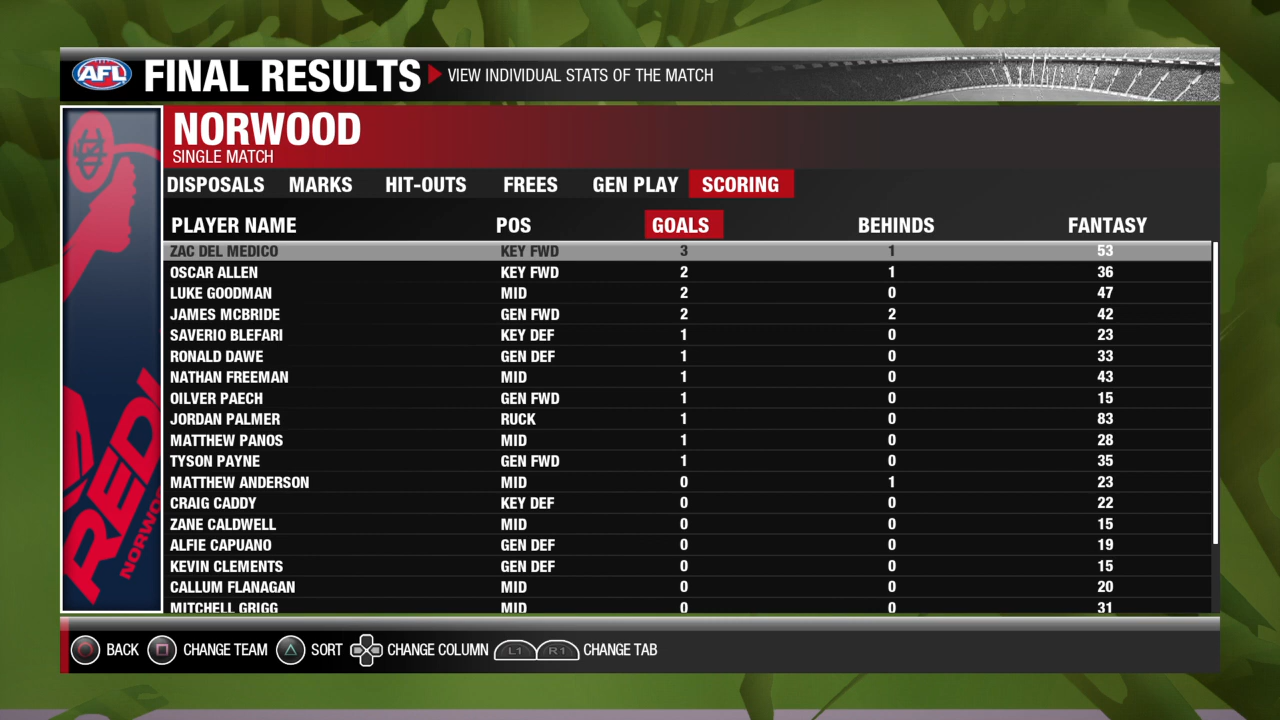 AFL FINAL RESULTS VIEW INDIVIDUAL STATS OF THE MATCH
NORWOOD
SINGLE MATCH
DISPOSALS MARKS HIT-OUTS FREES GEN PLAY SCORING
PLAYER NAME POS GOALS BEHINDS FANTASY
ZAC DEL MEDICO KEY FWD 3 1 53
OSCAR ALLEN KEY FWD 2 1 36
LUKE GOODMAN MID 2 0 47
JAMES MCBRIDE GEN FWD 2 2 42
SAVERIO BLEFARI KEY DEF 1 0 23
RONALD DAWE GEN DEF 1 0 33
NATHAN FREEMAN MID 1 0 43
OILVER PAECH GEN FWD 1 0 15
JORDAN PALMER RUCK 1 0 83
MATTHEW PANOS MID 1 0 28
TYSON PAYNE GEN FWD 1 0 35
MATTHEW ANDERSON MID 0 1 23
CRAIG CADDY KEY DEF 0 0 22
ZANE CALDWELL MID 0 0 15
ALFIE CAPUANO GEN DEF 0 0 19
KEVIN CLEMENTS GEN DEF 0 0 15
CALLUM FLANAGAN MID 0 0 20
MITCHELL GRIGG MID 0 0 31
BACK CHANGE TEAM SORT CHANGE COLUMN L1 R1 CHANGE TAB